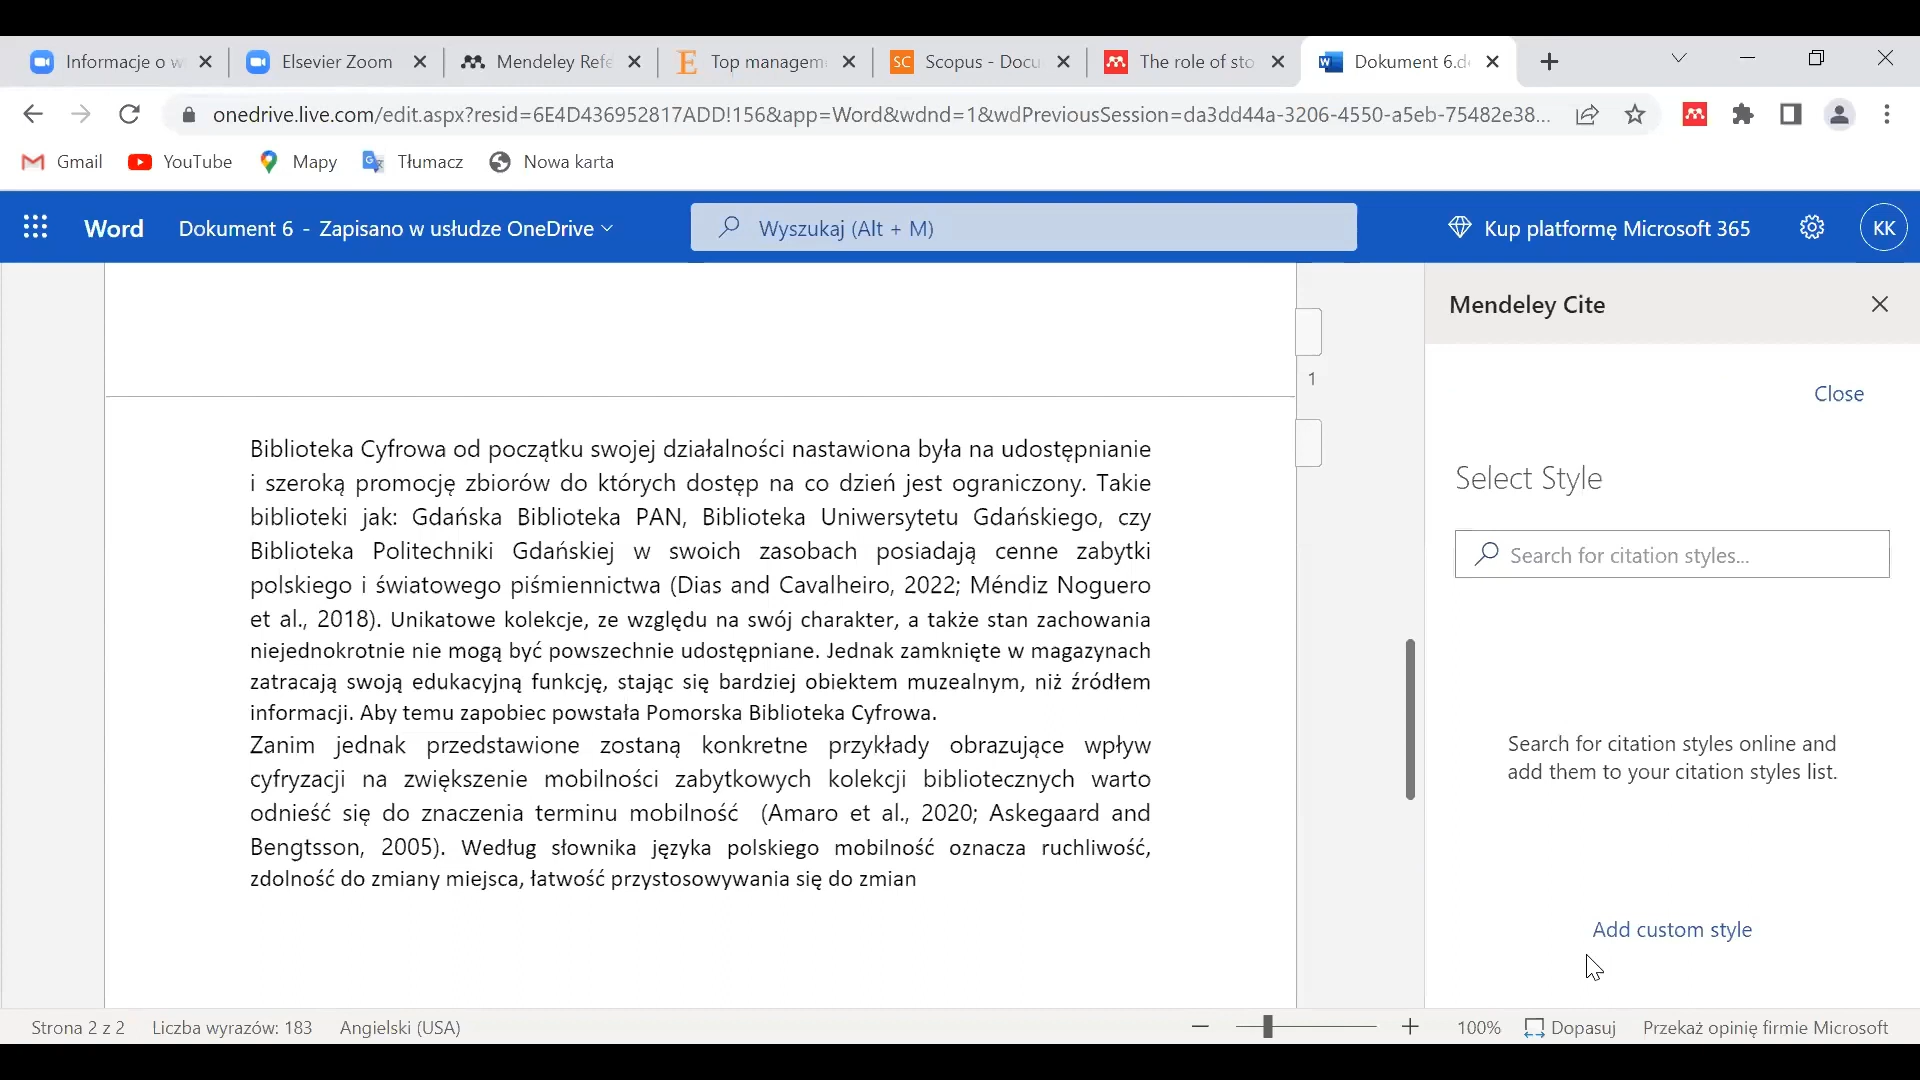 Informacje o w
Elsevier Zoom
Mendeley Refe
Top managem
Scopus - Docu
The role of sto
Dokument 6.d
onedrive.live.com/edit.aspx?resid=6E4D436952817ADD!156&app=Word&wdnd=1&wdPreviousSession=da3dd44a-3206-4550-a5eb-75482e38...
Gmail
YouTube
Mapy
Tłumacz
Nowa karta
Word
Dokument 6 - Zapisano w usłudze OneDrive
Wyszukaj (Alt + M)
Kup platformę Microsoft 365
KK
Mendeley Cite
Close
1
Biblioteka Cyfrowa od początku swojej działalności nastawiona była na udostępnianie
i szeroką promocję zbiorów do których dostęp na co dzień jest ograniczony. Takie
biblioteki jak: Gdańska Biblioteka PAN, Biblioteka Uniwersytetu Gdańskiego, czy
Biblioteka Politechniki Gdańskiej w swoich zasobach posiadają cenne zabytki
polskiego i światowego piśmiennictwa (Dias and Cavalheiro, 2022; Méndiz Noguero
et al., 2018). Unikatowe kolekcje, ze względu na swój charakter, a także stan zachowania
niejednokrotnie nie mogą być powszechnie udostępniane. Jednak zamknięte w magazynach
zatracają swoją edukacyjną funkcję, stając się bardziej obiektem muzealnym, niż źródłem
informacji. Aby temu zapobiec powstała Pomorska Biblioteka Cyfrowa.
Zanim jednak przedstawione zostaną konkretne przykłady obrazujące wpływ
cyfryzacji na zwiększenie mobilności zabytkowych kolekcji bibliotecznych warto
odnieść się do znaczenia terminu mobilność (Amaro et al., 2020; Askegaard and
Bengtsson, 2005). Według słownika języka polskiego mobilność oznacza ruchliwość,
zdolność do zmiany miejsca, łatwość przystosowywania się do zmian
Select Style
Search for citation styles...
Search for citation styles online and
add them to your citation styles list.
Add custom style
Strona 2 z 2
Liczba wyrazów: 183
Angielski (USA)
100%
Dopasuj
Przekaż opinię firmie Microsoft